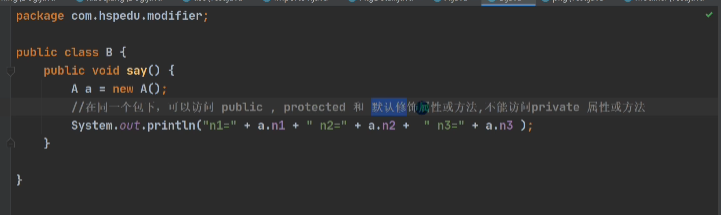 package com.hspedu.modifier;
public class B {
public void say() {
A a = new A();
//在同一个包下，可以访问 public , protected 和 默认修饰属性或方法,不能访问private 属性或方法
System.out.println("n1=" + a.n1 + " n2=" + a.n2 + " n3=" + a.n3 );
}
}